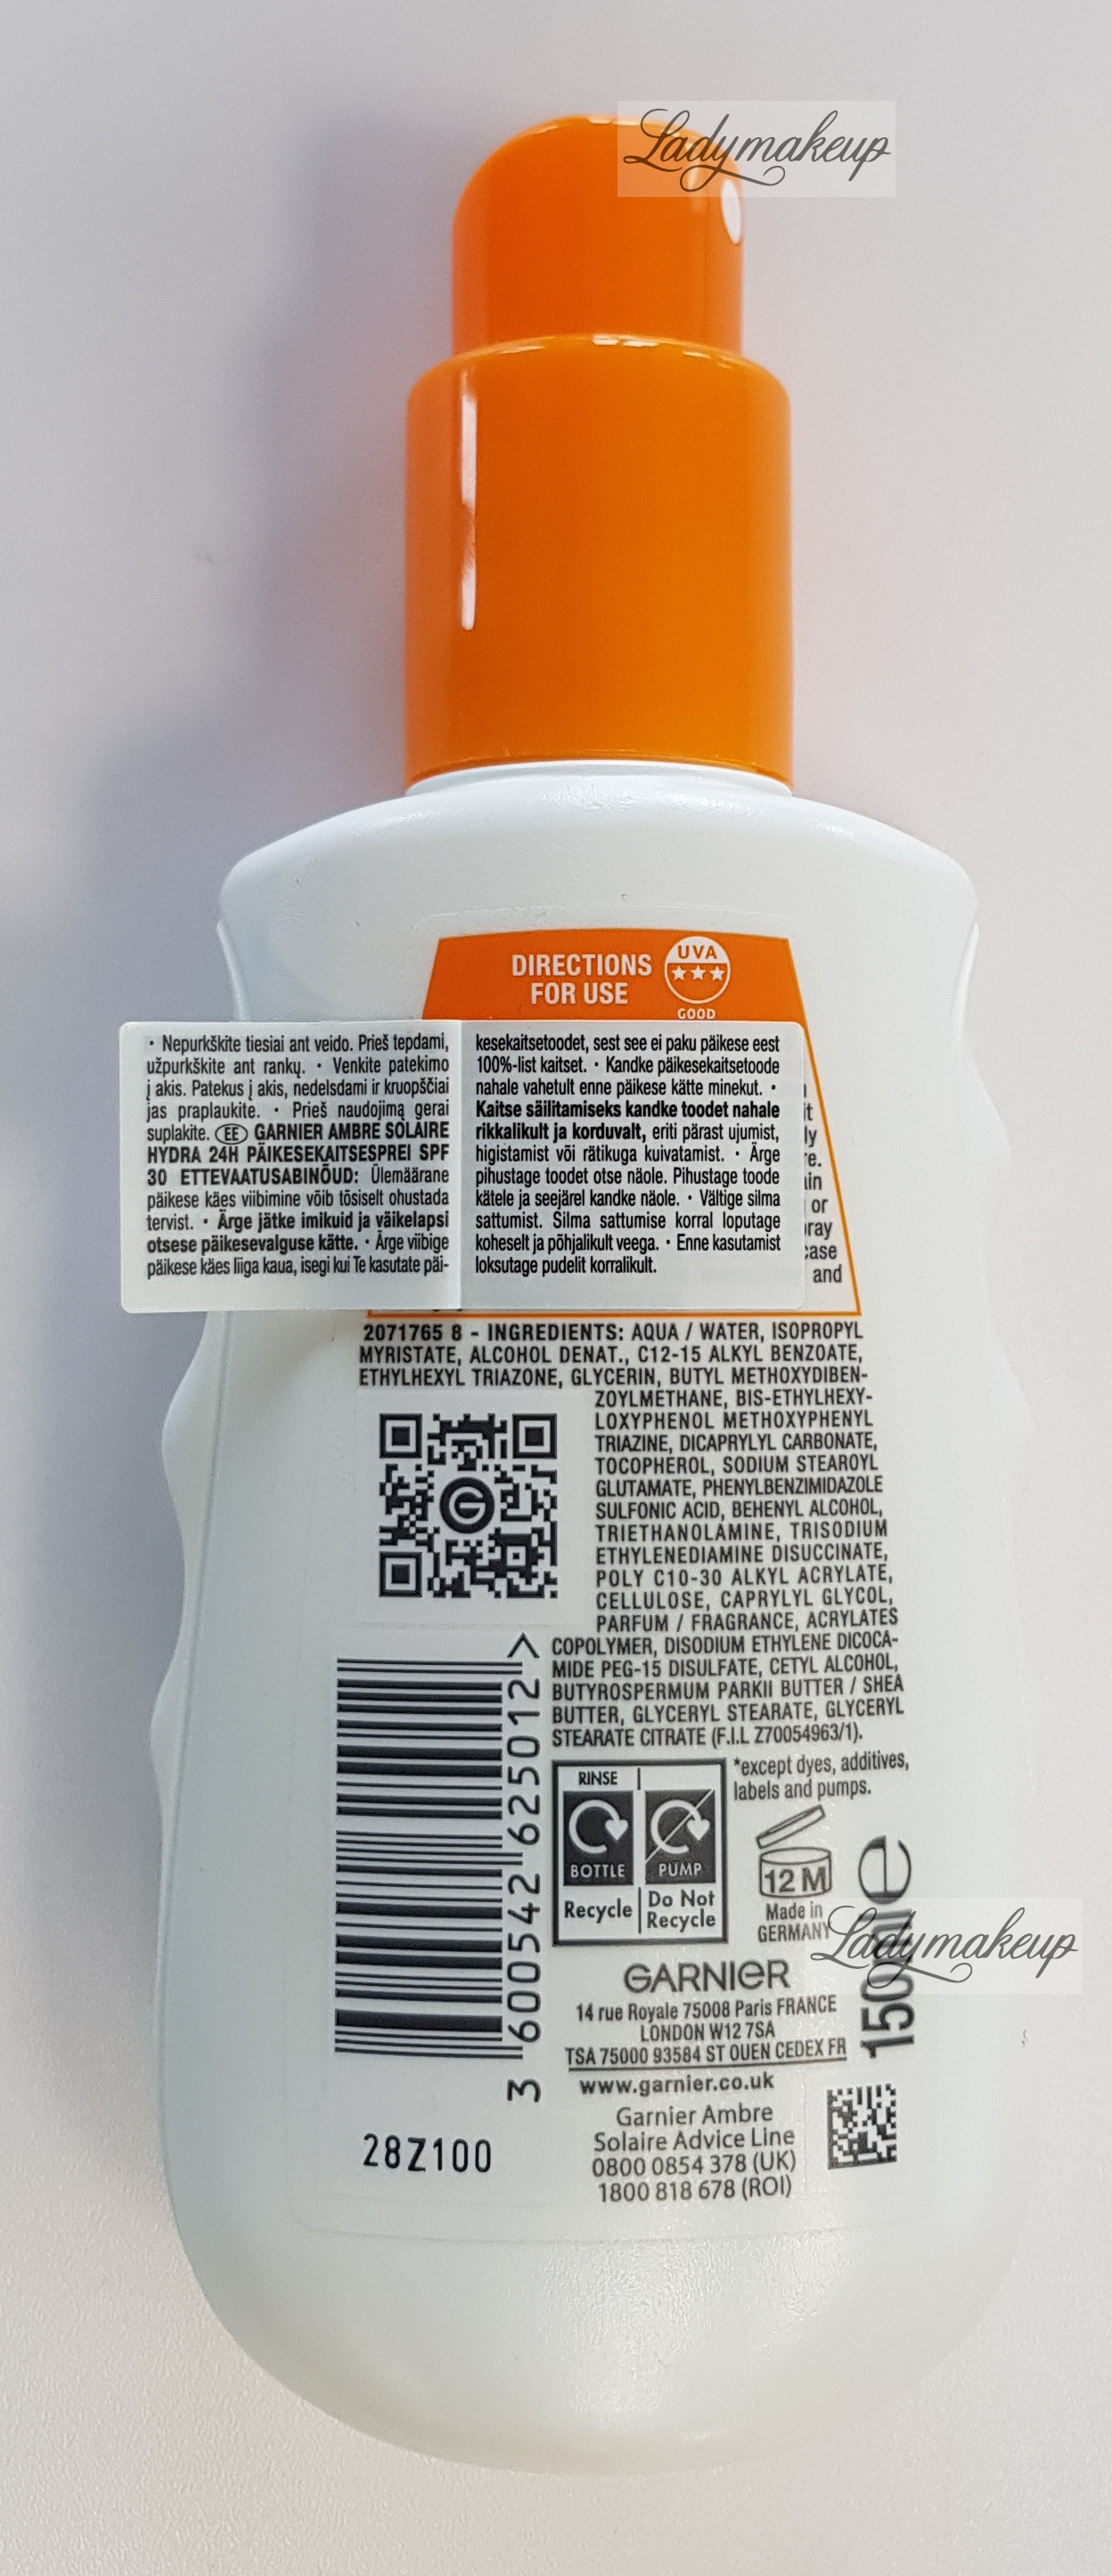 Ladymakeup
DIRECTIONS
FOR USE
UVA
GOOD
• Nepurkškite tiesiai ant veido. Prieš tepdami,
užpurkškite ant rankų. • Venkite patekimo
į akis. Patekus į akis, nedelsdami ir kruopščiai
jas praplaukite. • Prieš naudojimą gerai
suplakite. EE GARNIER AMBRE SOLAIRE
HYDRA 24H PÄIKESEKAITSESPREI SPF
30 ETTEVAATUSABINÕUD: Ülemäärane
päikese käes viibimine võib tõsiselt ohustada
tervist. • Ärge jätke imikuid ja väikelapsi
otsese päikesevalguse kätte. • Ärge viibige
päikese käes liiga kaua, isegi kui Te kasutate päi-
kesekaitsetoodet, sest see ei paku päikese eest
100%-list kaitset. • Kandke päikesekaitsetoode
nahale vahetult enne päikese kätte minekut. •
Kaitse säilitamiseks kandke toodet nahale
rikkalikult ja korduvalt, eriti pärast ujumist,
higistamist või rätikuga kuivatamist. • Ärge
pihustage toodet otse näole. Pihustage toode
kätele ja seejärel kandke näole. • Vältige silma
sattumist. Silma sattumise korral loputage
koheselt ja põhjalikult veega. • Enne kasutamist
loksutage pudelit korralikult.
or
and
2071765 8 - INGREDIENTS: AQUA / WATER, ISOPROPYL
MYRISTATE, ALCOHOL DENAT., C12-15 ALKYL BENZOATE,
ETHYLHEXYL TRIAZONE, GLYCERIN, BUTYL METHOXYDIBEN-
ZOYLMETHANE, BIS-ETHYLHEXY-
LOXYPHENOL METHOXYPHENYL
TRIAZINE, DICAPRYLYL CARBONATE,
TOCOPHEROL, SODIUM STEAROYL
GLUTAMATE, PHENYLBENZIMIDAZOLE
SULFONIC ACID, BEHENYL ALCOHOL,
TRIETHANOLAMINE, TRISODIUM
ETHYLENEDIAMINE DISUCCINATE,
POLY C10-30 ALKYL ACRYLATE,
CELLULOSE, CAPRYLYL GLYCOL,
PARFUM / FRAGRANCE, ACRYLATES
COPOLYMER, DISODIUM ETHYLENE DICOCA-
MIDE PEG-15 DISULFATE, CETYL ALCOHOL,
BUTYROSPERMUM PARKII BUTTER / SHEA
BUTTER, GLYCERYL STEARATE, GLYCERYL
STEARATE CITRATE (F.I.L Z70054963/1).
*except dyes, additives,
labels and pumps.
RINSE
BOTTLE
PUMP
Recycle
Do Not
Recycle
12 M
Made in
GERMANY
150 ml e
Ladymakeup
3 600542 625012 >
GARNIER
14 rue Royale 75008 Paris FRANCE
LONDON W12 7SA
TSA 75000 93584 ST OUEN CEDEX FR
www.garnier.co.uk
Garnier Ambre
Solaire Advice Line
0800 0854 378 (UK)
1800 818 678 (ROI)
28Z100